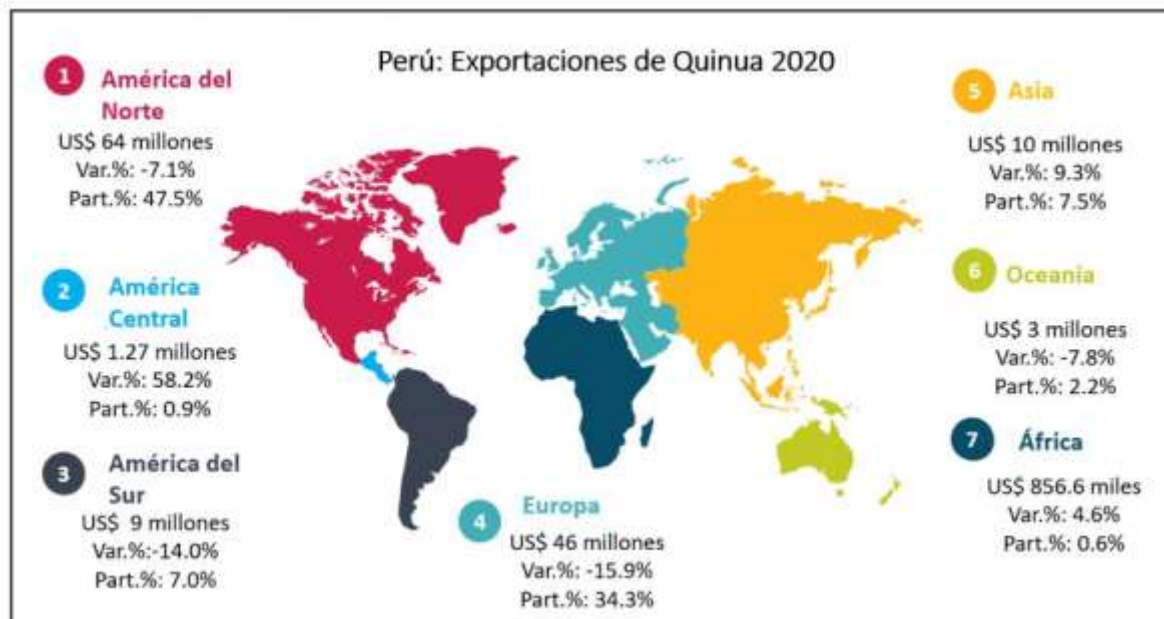 Perú: Exportaciones de Quinua 2020
1
América del
Norte
US$ 64 millones
Var.%: -7.1%
Part.%: 47.5%
2
América
Central
US$ 1.27 millones
Var.%: 58.2%
Part.%: 0.9%
3
América del
Sur
US$ 9 millones
Var.%:-14.0%
Part.%: 7.0%
4
Europa
US$ 46 millones
Var.%: -15.9%
Part.%: 34.3%
5
Asia
US$ 10 millones
Var.%: 9.3%
Part.%: 7.5%
6
Oceania
US$ 3 millones
Var.%: -7.8%
Part.%: 2.2%
7
África
US$ 856.6 miles
Var.%: 4.6%
Part.%: 0.6%